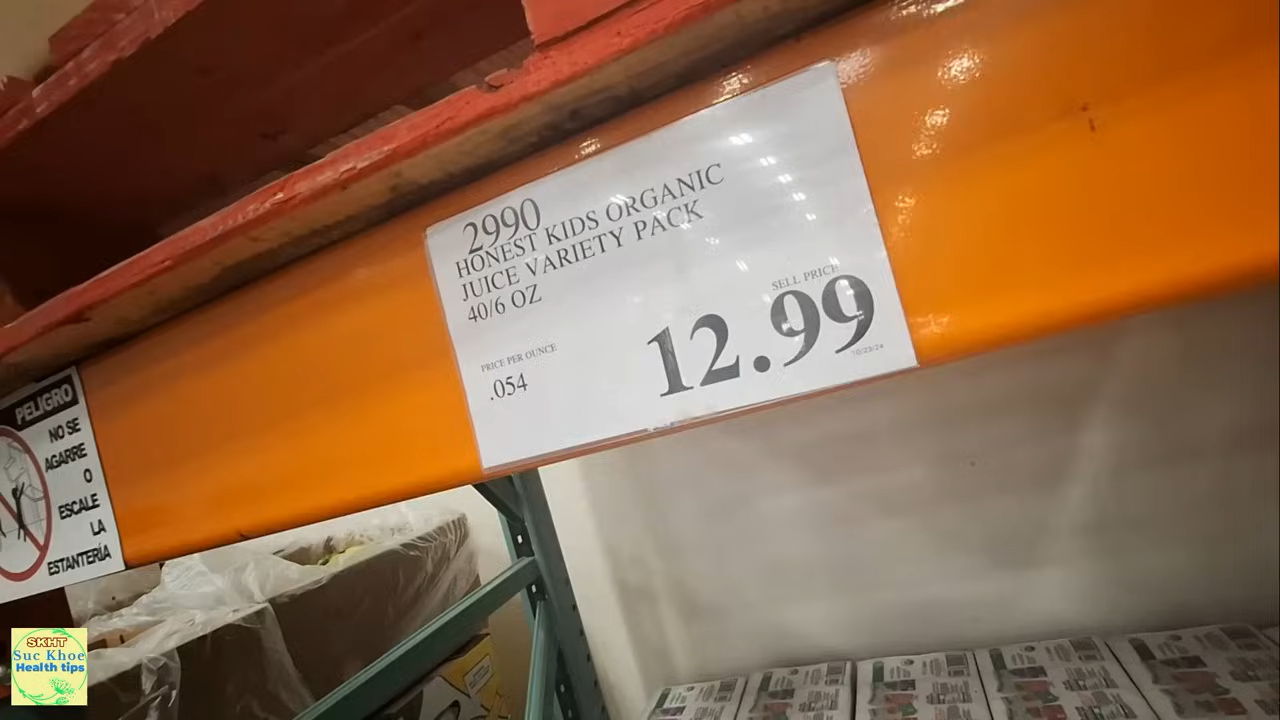 2990
HONEST KIDS ORGANIC
JUICE VARIETY PACK
40/6 OZ
SELL PRICE
12.99
PRICE PER OUNCE
.054
10/23/24
PELIGRO
NO SE
AGARRE
O
ESCALE
LA
ESTANTERÍA
SKHT
Suc Khoe
Health tips